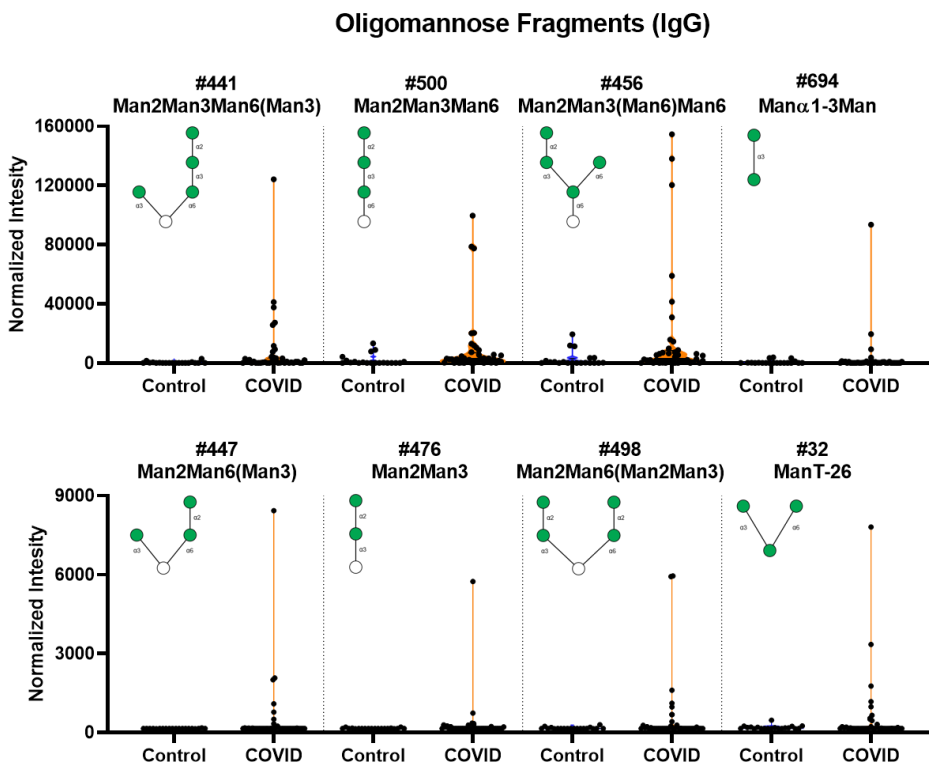 Oligomannose Fragments (IgG)
#441
Man2Man3Man6(Man3)
#500
Man2Man3Man6
#456
Man2Man3(Man6)Man6
#694
Manα1-3Man
Normalized Intesity
160000
120000
80000
40000
0
α2
α3
α3
α6
α2
α3
α6
α2
α3
α6
α6
α3
Control
COVID
Control
COVID
Control
COVID
Control
COVID
#447
Man2Man6(Man3)
#476
Man2Man3
#498
Man2Man6(Man2Man3)
#32
ManT-26
Normalized Intesity
9000
6000
3000
0
α2
α3
α6
α2
α3
α2
α2
α3
α6
α3
α6
Control
COVID
Control
COVID
Control
COVID
Control
COVID